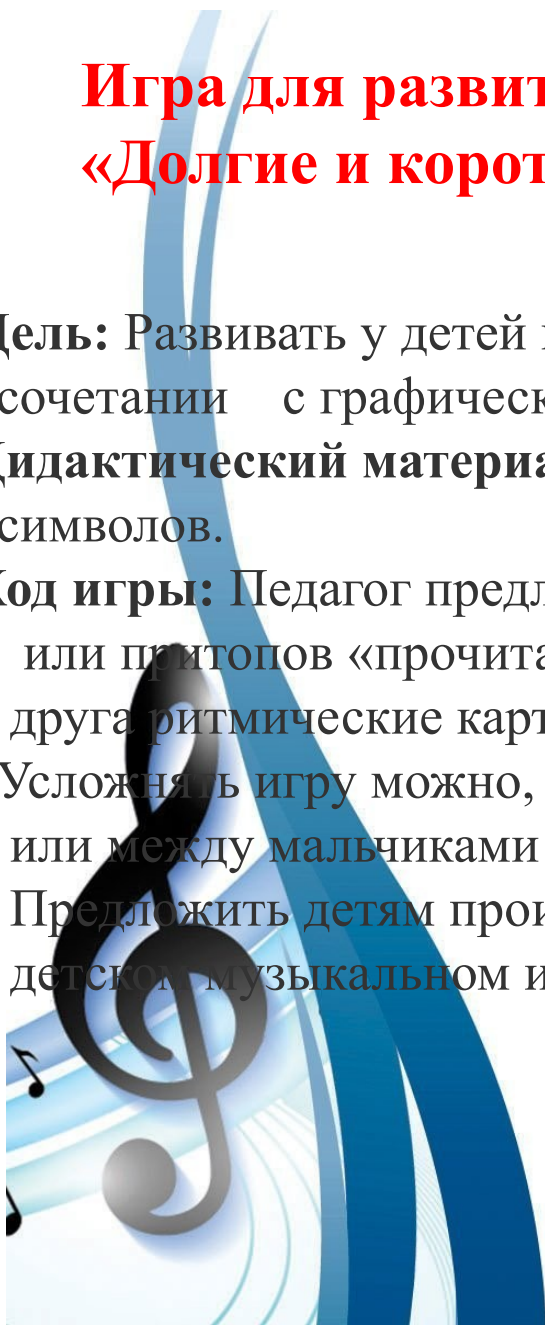 Игра для развит
«Долгие и корот
Цель: Развивать у детей
сочетании с графическ
Дидактический материа
символов.
Ход игры: Педагог предл
или притопов «прочита
друга ритмические карт
Усложнять игру можно,
или между мальчиками
Предложить детям прои
детском музыкальном и